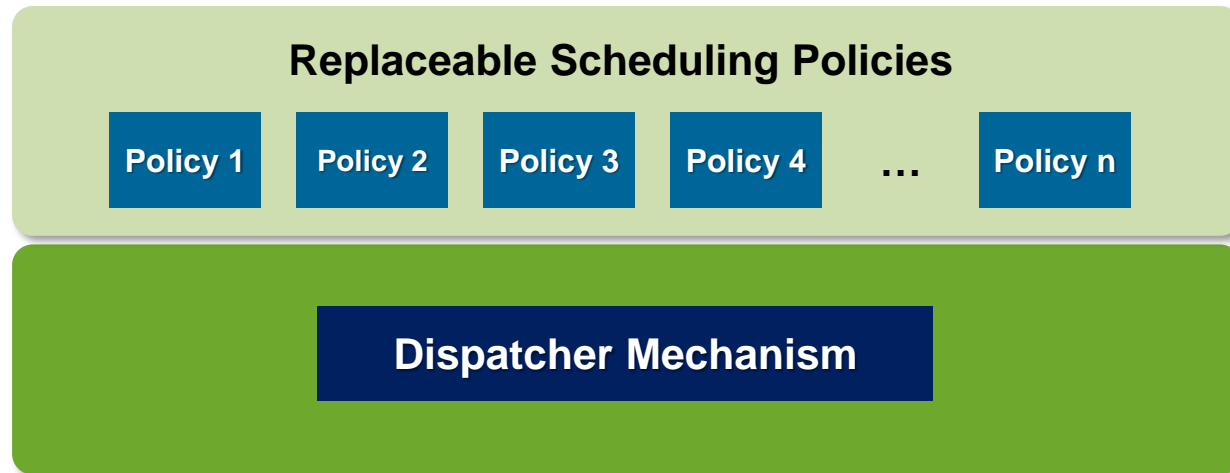 Replaceable Scheduling Policies
Policy 1 Policy 2 Policy 3 Policy 4 ... Policy n
Dispatcher Mechanism